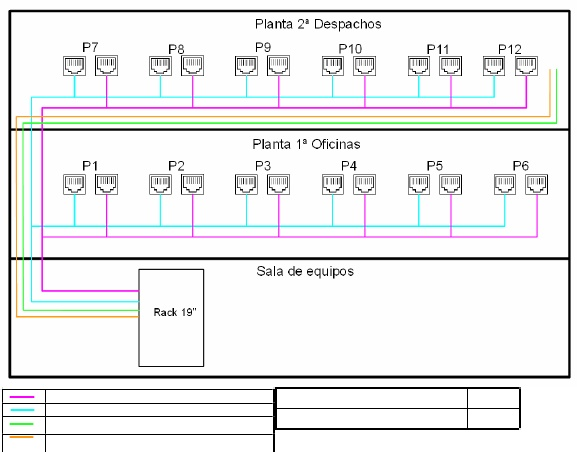 Planta 2ª Despachos
P7 P8 P9 P10 P11 P12
Planta 1ª Oficinas
P1 P2 P3 P4 P5 P6
Sala de equipos
Rack 19"